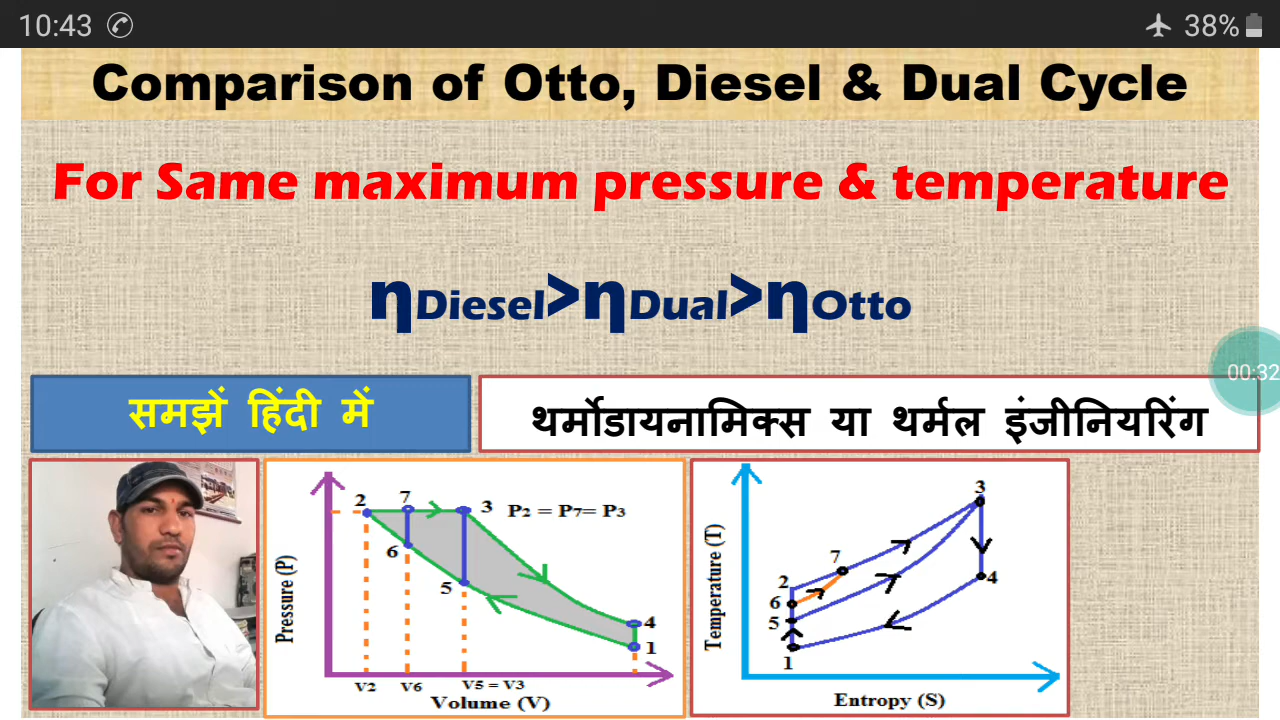 10:43 38%
Comparison of Otto, Diesel & Dual Cycle
For Same maximum pressure & temperature
ηDiesel>ηDual>ηOtto
00:32
समझें हिंदी में
थर्मोडायनामिक्स या थर्मल इंजीनियरिंग
2 7 3 P2 = P7= P3
6
5
4
1
Pressure (P)
V2 V6 V5 = V3
Volume (V)
3
7
2
6
5
4
1
Temperature (T)
Entropy (S)